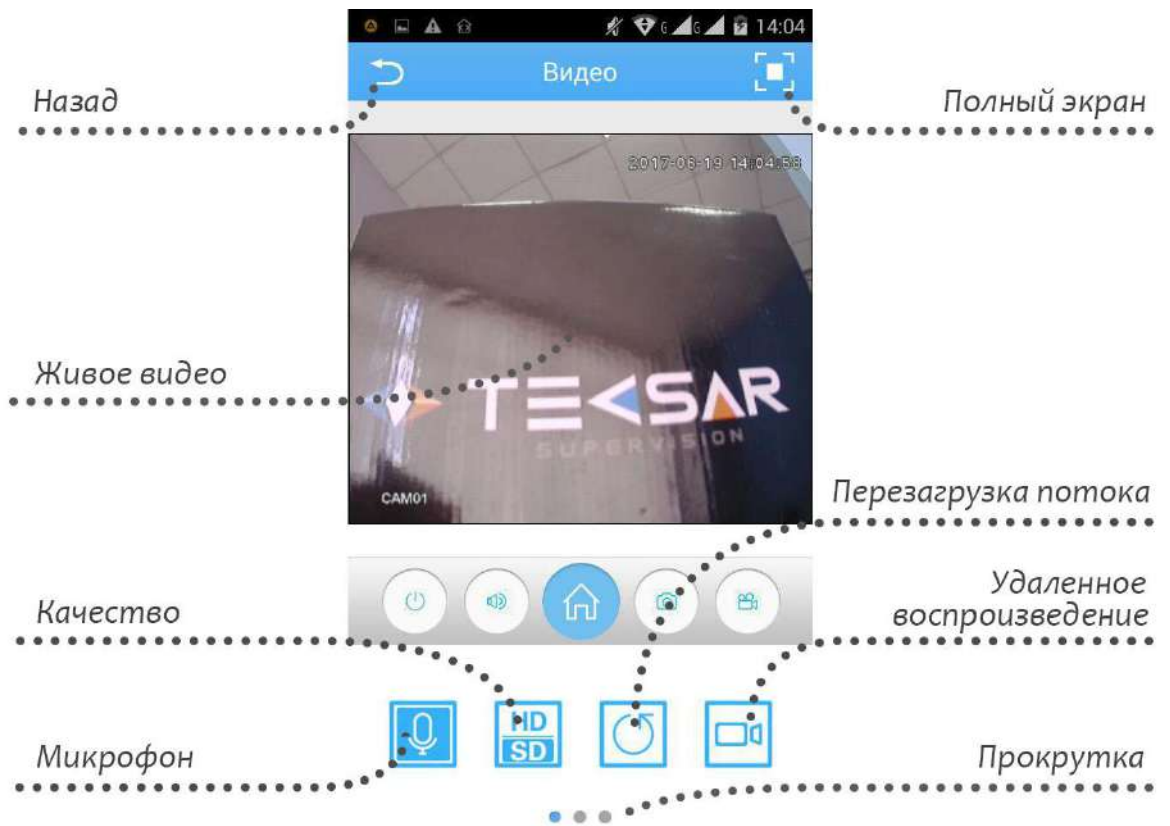 14:04
Видео
Назад
Полный экран
2017-06-19 14:04:58
Живое видео
TECSAR
SUPERVISION
CAM01
Перезагрузка потока
Удаленное
воспроизведение
Качество
HD
SD
Микрофон
Прокрутка